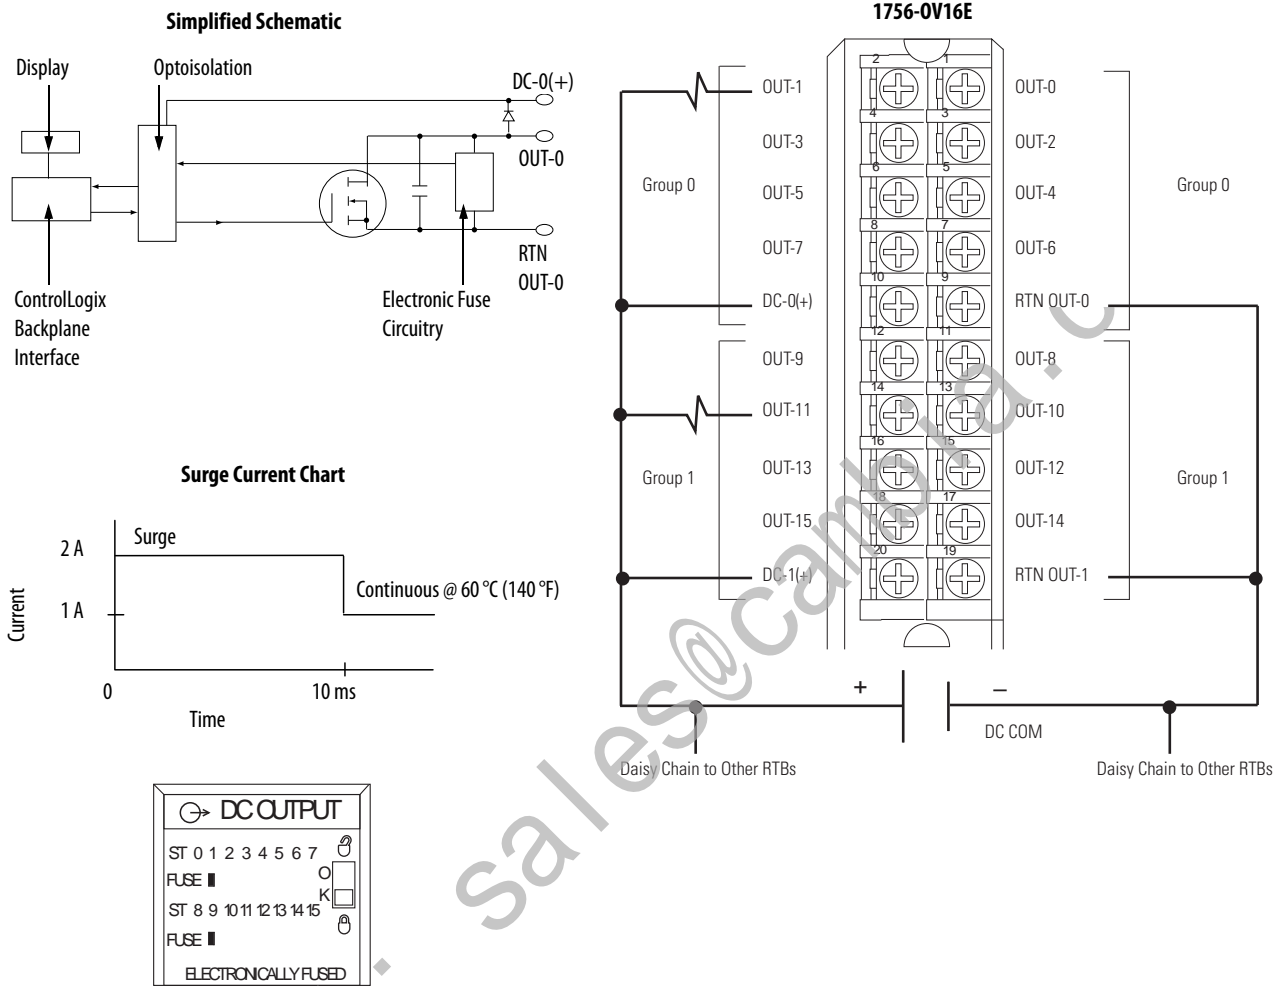 Simplified Schematic
Display
Optoisolation
DC-0(+)
OUT-0
RTN
OUT-0
ControlLogix
Backplane
Interface
Electronic Fuse
Circuitry
Surge Current Chart
Surge
2 A
Continuous @ 60 °C (140 °F)
1 A
Current
0
10 ms
Time
DC OUTPUT
ST 0 1 2 3 4 5 6 7
FUSE
O
K
ST 8 9 10 11 12 13 14 15
FUSE
ELECTRONICALLY FUSED
1756-OV16E
2 1
OUT-1
OUT-0
4 3
OUT-3
OUT-2
6 5
Group 0
OUT-5
OUT-4
Group 0
8 7
OUT-7
OUT-6
10 9
DC-0(+)
RTN OUT-0
12 11
OUT-9
OUT-8
14 13
OUT-11
OUT-10
16 15
Group 1
OUT-13
OUT-12
Group 1
18 17
OUT-15
OUT-14
20 19
DC-1(+)
RTN OUT-1
+
–
DC COM
Daisy Chain to Other RTBs
Daisy Chain to Other RTBs
. sales@cambia.c